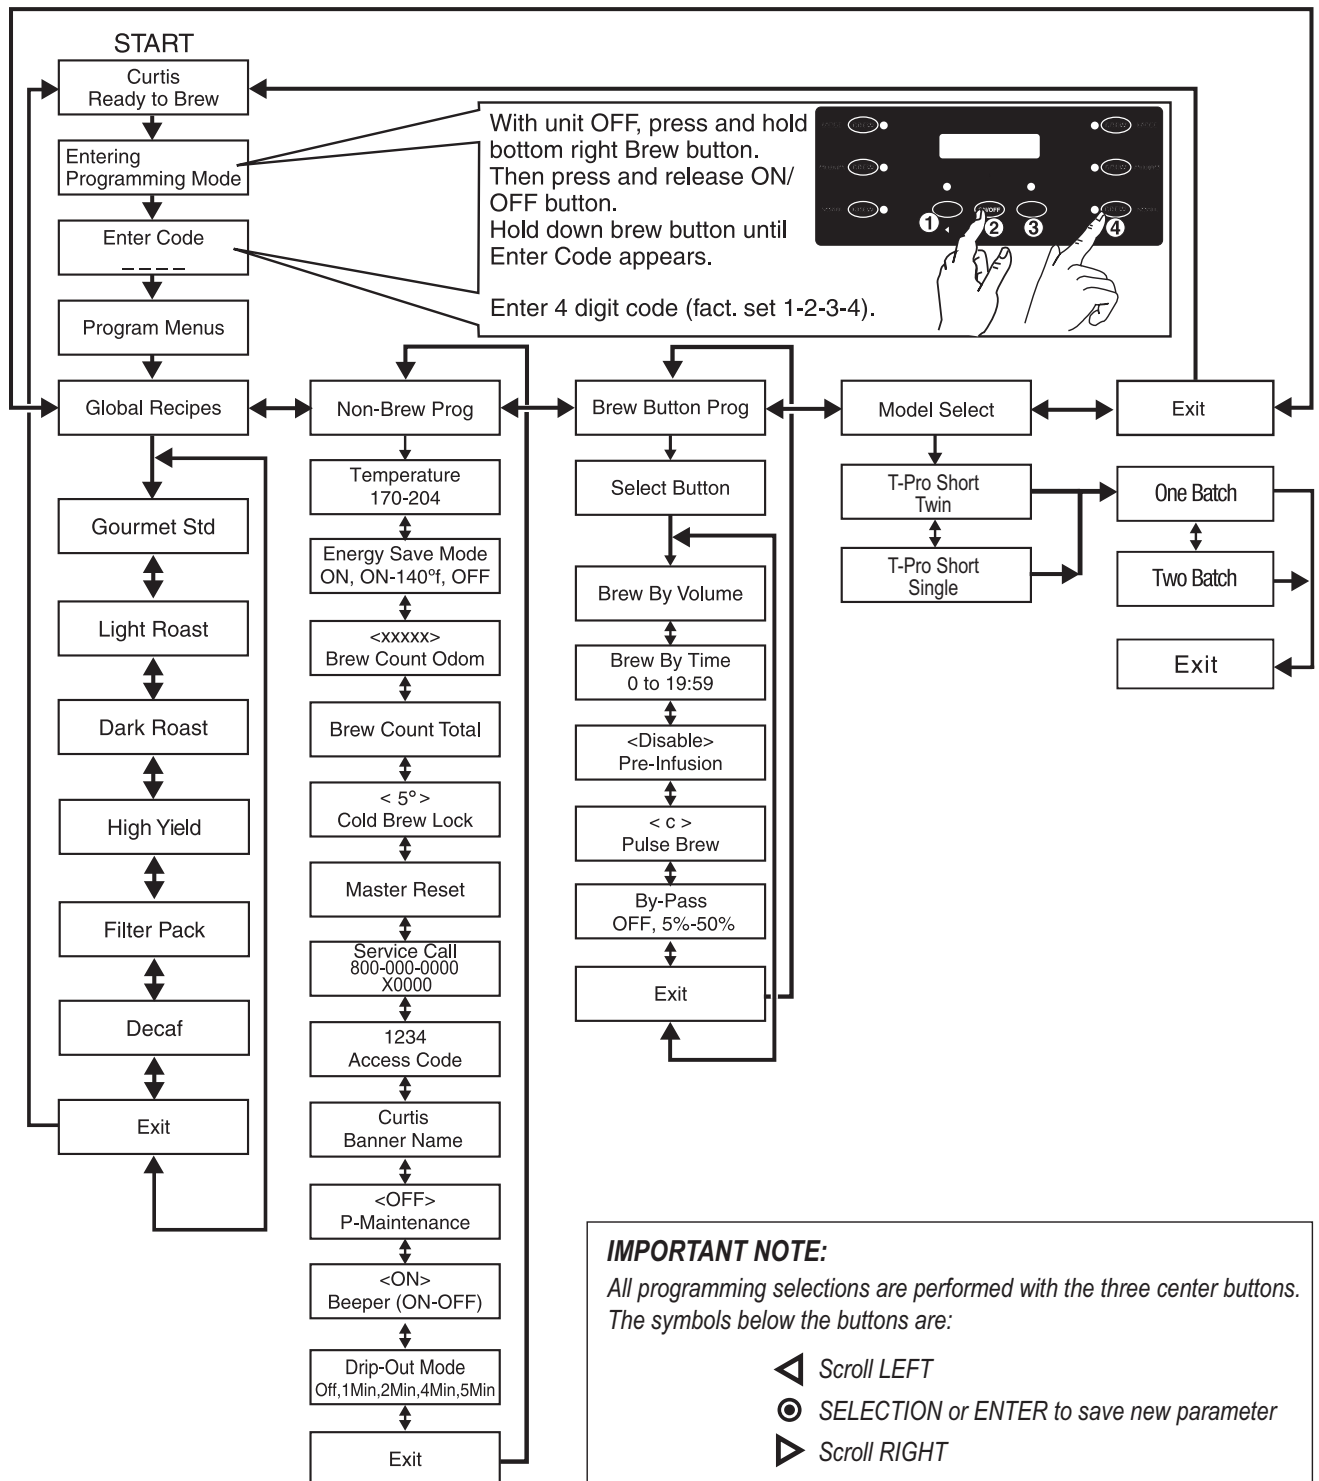 START
Curtis
Ready to Brew
Entering
Programming Mode
Enter Code
_ _ _ _
Program Menus
With unit OFF, press and hold
bottom right Brew button.
Then press and release ON/
OFF button.
Hold down brew button until
Enter Code appears.
Enter 4 digit code (fact. set 1-2-3-4).
ON/OFF
1
2
3
4
Global Recipes
Non-Brew Prog
Brew Button Prog
Model Select
Exit
Gourmet Std
Light Roast
Dark Roast
High Yield
Filter Pack
Decaf
Exit
Temperature
170-204
Energy Save Mode
ON, ON-140ºf, OFF
<xxxxx>
Brew Count Odom
Brew Count Total
< 5º >
Cold Brew Lock
Master Reset
Service Call
800-000-0000
X0000
1234
Access Code
Curtis
Banner Name
<OFF>
P-Maintenance
<ON>
Beeper (ON-OFF)
Drip-Out Mode
Off,1Min,2Min,4Min,5Min
Exit
Select Button
Brew By Volume
Brew By Time
0 to 19:59
<Disable>
Pre-Infusion
< c >
Pulse Brew
By-Pass
OFF, 5%-50%
Exit
T-Pro Short
Twin
T-Pro Short
Single
One Batch
Two Batch
Exit
IMPORTANT NOTE:
All programming selections are performed with the three center buttons.
The symbols below the buttons are:
Scroll LEFT
SELECTION or ENTER to save new parameter
Scroll RIGHT